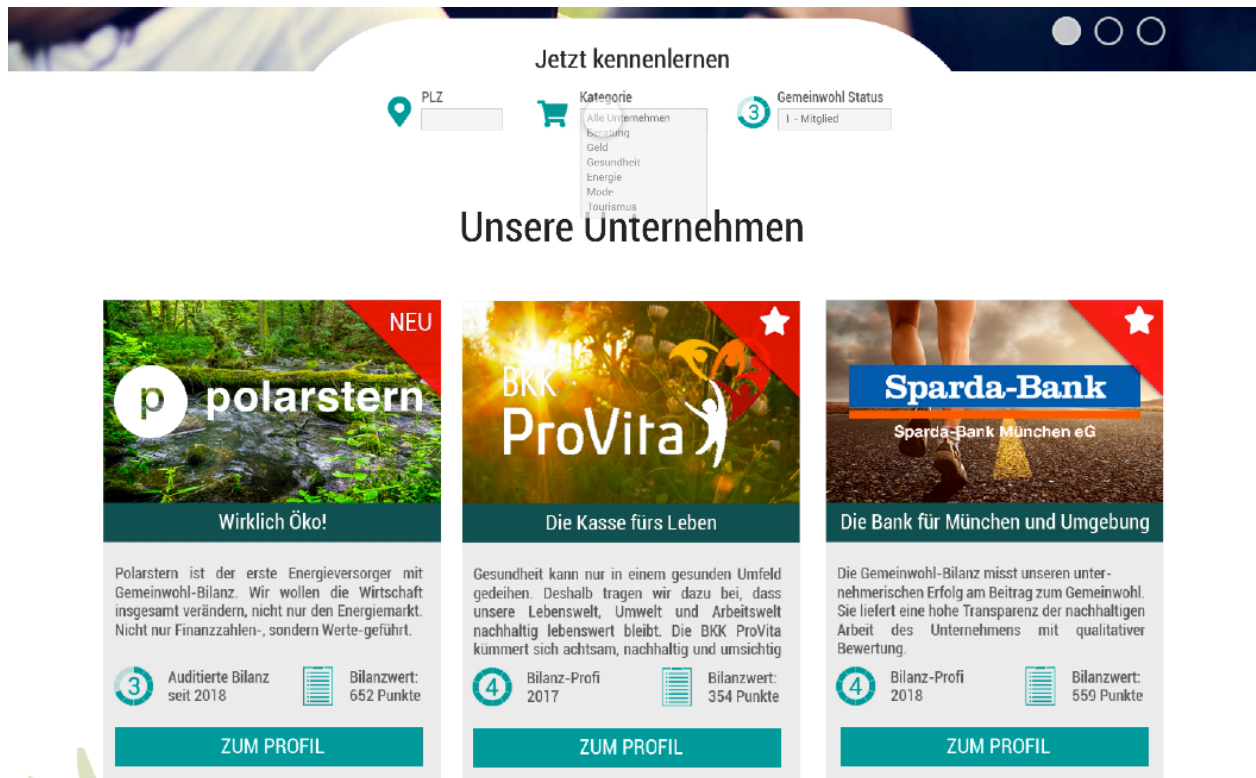 Jetzt kennenlernen
PLZ
Kategorie
Alle Unternehmen
Beratung
Geld
Gesundheit
Energie
Mode
Tourismus
3
Gemeinwohl Status
1 - Mitglied
Unsere Unternehmen
NEU
p polarstern
Wirklich Öko!
Polarstern ist der erste Energieversorger mit
Gemeinwohl-Bilanz. Wir wollen die Wirtschaft
insgesamt verändern, nicht nur den Energiemarkt.
Nicht nur Finanzzahlen-, sondern Werte-geführt.
3
Auditierte Bilanz
seit 2018
Bilanzwert:
652 Punkte
ZUM PROFIL
BKK
ProVita
Die Kasse fürs Leben
Gesundheit kann nur in einem gesunden Umfeld
gedeihen. Deshalb tragen wir dazu bei, dass
unsere Lebenswelt, Umwelt und Arbeitswelt
nachhaltig lebenswert bleibt. Die BKK ProVita
kümmert sich achtsam, nachhaltig und umsichtig
4
Bilanz-Profi
2017
Bilanzwert:
354 Punkte
ZUM PROFIL
Sparda-Bank
Sparda-Bank München eG
Die Bank für München und Umgebung
Die Gemeinwohl-Bilanz misst unseren unter-
nehmerischen Erfolg am Beitrag zum Gemeinwohl.
Sie liefert eine hohe Transparenz der nachhaltigen
Arbeit des Unternehmens mit qualitativer
Bewertung.
4
Bilanz-Profi
2018
Bilanzwert:
559 Punkte
ZUM PROFIL